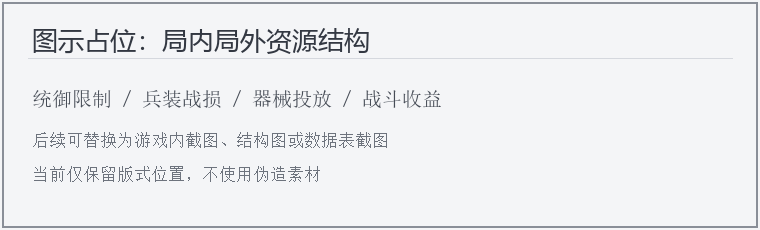 图示占位：局内局外资源结构
统御限制 / 兵装战损 / 器械投放 / 战斗收益
后续可替换为游戏内截图、结构图或数据表截图
当前仅保留版式位置，不使用伪造素材